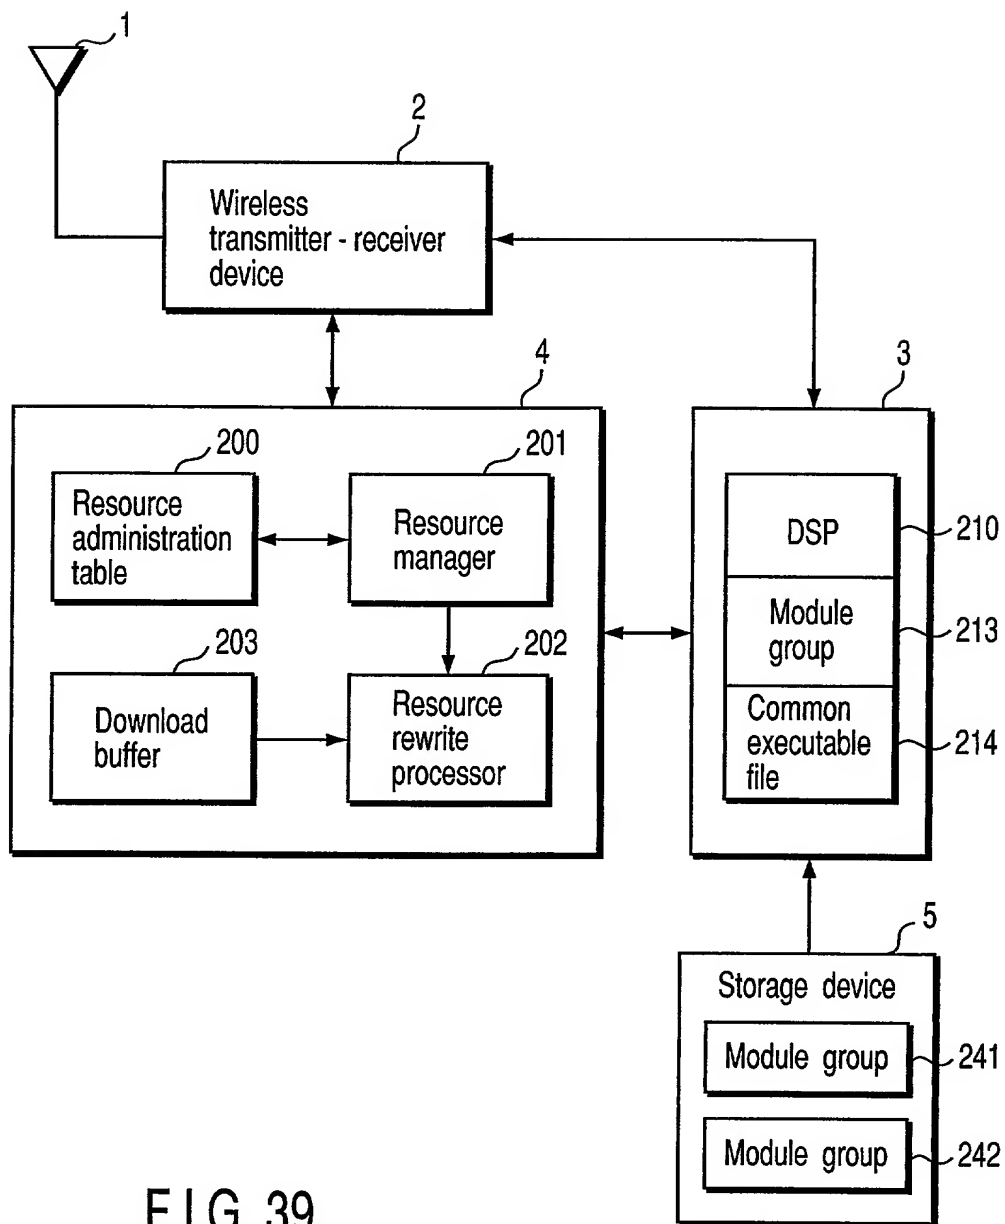 1
2
Wireless
transmitter - receiver
device
4
3
200
Resource
administration
table
201
Resource
manager
203
Download
buffer
202
Resource
rewrite
processor
DSP
210
Module
group
213
Common
executable
file
214
5
Storage device
Module group
241
Module group
242
FIG. 39